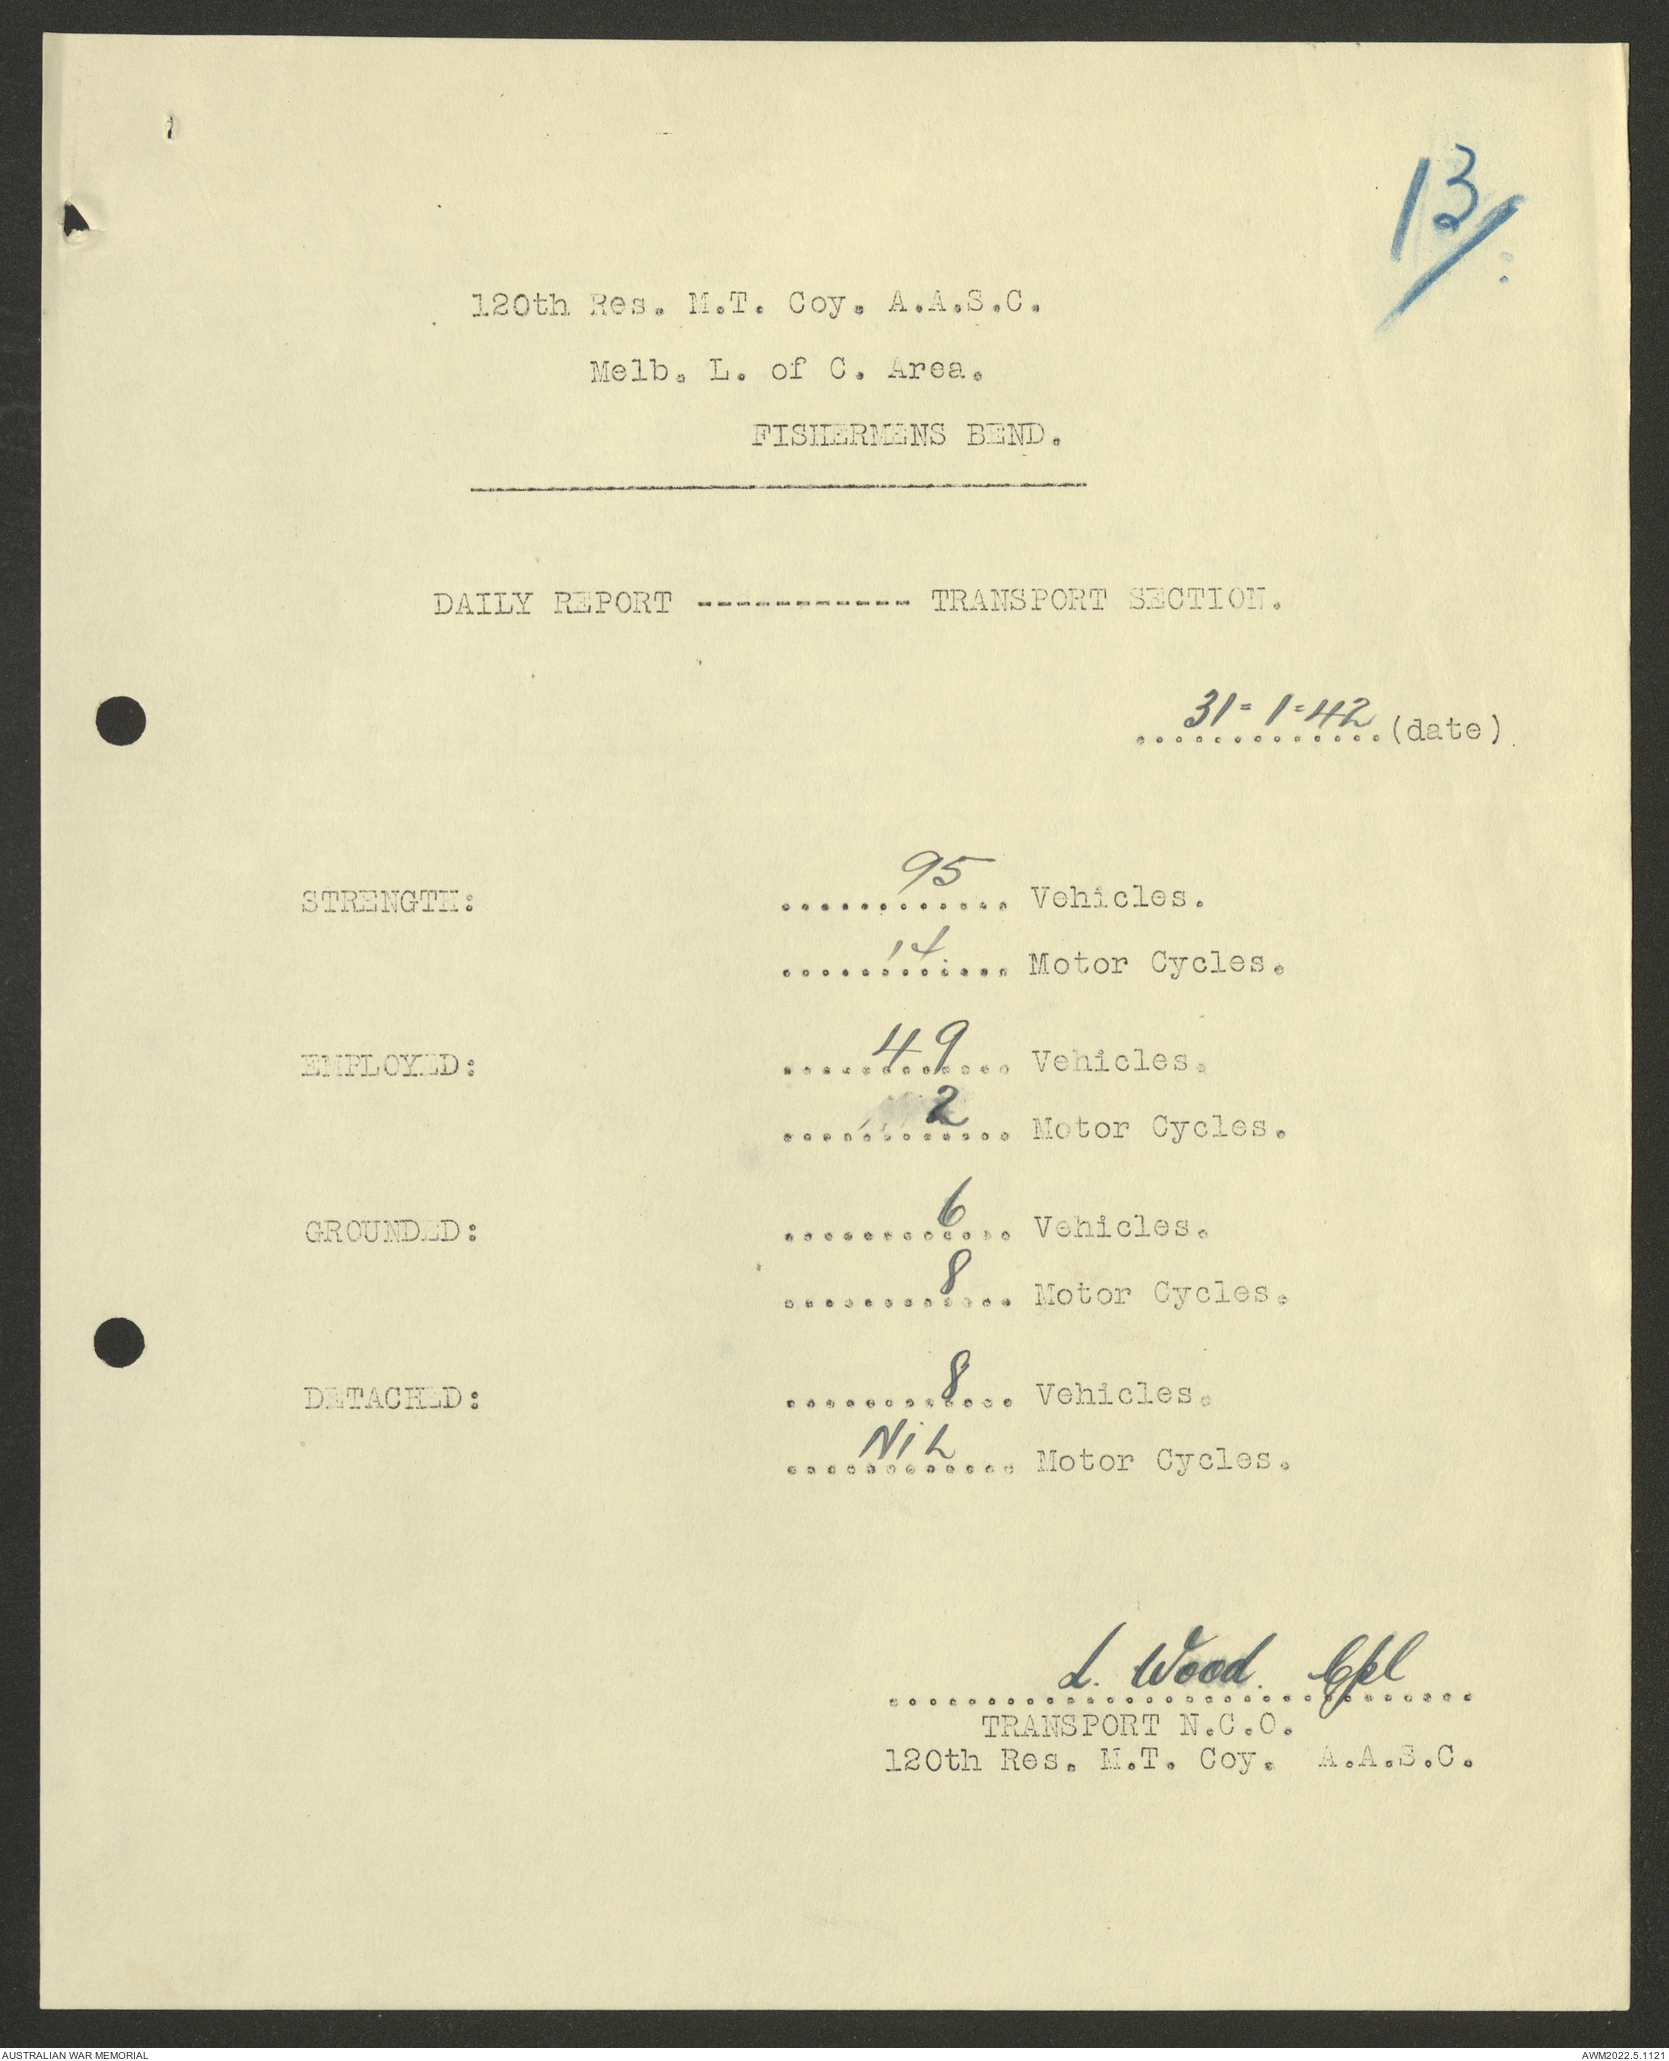 13/
120th Res. M.T. Coy. A.A.S.C.
Melb. L. of C. Area.
FISHERMENS BEND.
DAILY REPORT ----------- TRANSPORT SECTION.
31-1-42 (date)
STRENGTH: 95 Vehicles.
14 Motor Cycles.
EMPLOYED: 49 Vehicles.
2 Motor Cycles.
GROUNDED: 6 Vehicles.
8 Motor Cycles.
DETACHED: 8 Vehicles.
NiL Motor Cycles.
L. Wood. Cpl
TRANSPORT N.C.O.
120th Res. M.T. Coy. A.A.S.C.
AUSTRALIAN WAR MEMORIAL
AWM2022.5.1121